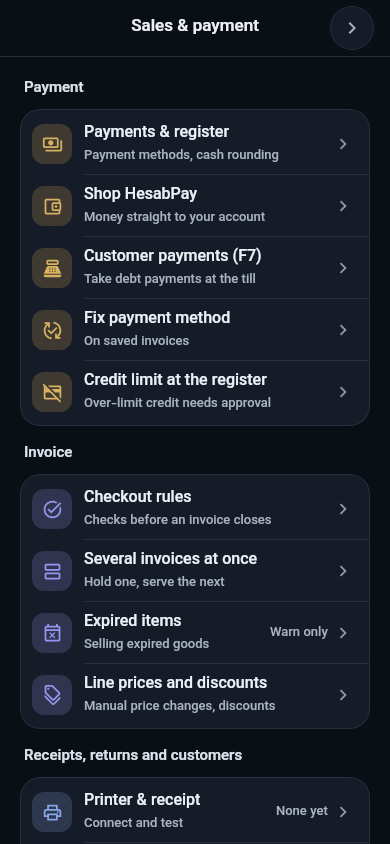 Sales & payment
Payment
Payments & register
Payment methods, cash rounding
Shop HesabPay
Money straight to your account
Customer payments (F7)
Take debt payments at the till
Fix payment method
On saved invoices
Credit limit at the register
Over-limit credit needs approval
Invoice
Checkout rules
Checks before an invoice closes
Several invoices at once
Hold one, serve the next
Expired items
Selling expired goods
Warn only
Line prices and discounts
Manual price changes, discounts
Receipts, returns and customers
Printer & receipt
Connect and test
None yet